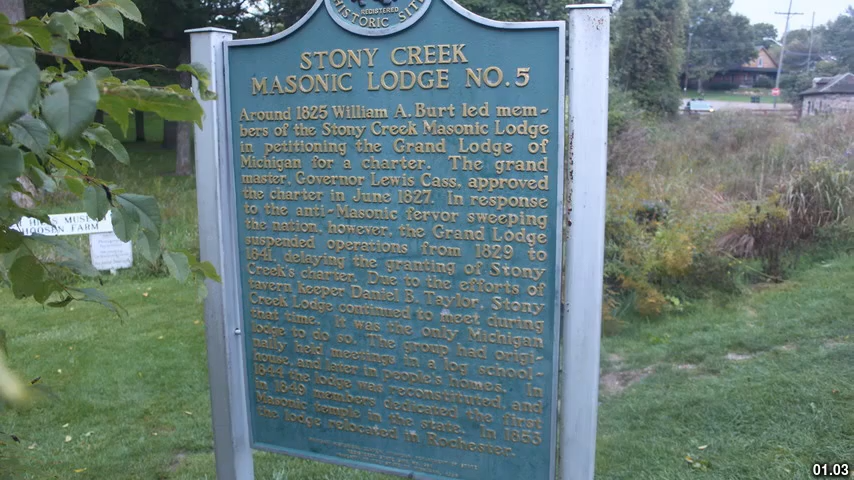 REGISTERED
HISTORIC SITE
STONY CREEK
MASONIC LODGE NO. 5
Around 1825 William A. Burt led mem-
bers of the Stony Creek Masonic Lodge
in petitioning the Grand Lodge of
Michigan for a charter. The grand
master, Governor Lewis Cass, approved
the charter in June 1827. In response
to the anti-Masonic fervor sweeping
the nation, however, the Grand Lodge
suspended operations from 1829 to
1841, delaying the granting of Stony
Creek's charter. Due to the efforts of
tavern keeper Daniel B. Taylor, Stony
Creek Lodge continued to meet during
that time. It was the only Michigan
lodge to do so. The group had origi-
nally held meetings in a log school-
house and later in people's homes. In
1844 the lodge was reconstituted, and
in 1849 members dedicated the first
Masonic temple in the state. In 1853
the lodge relocated in Rochester.
FARM
01.03